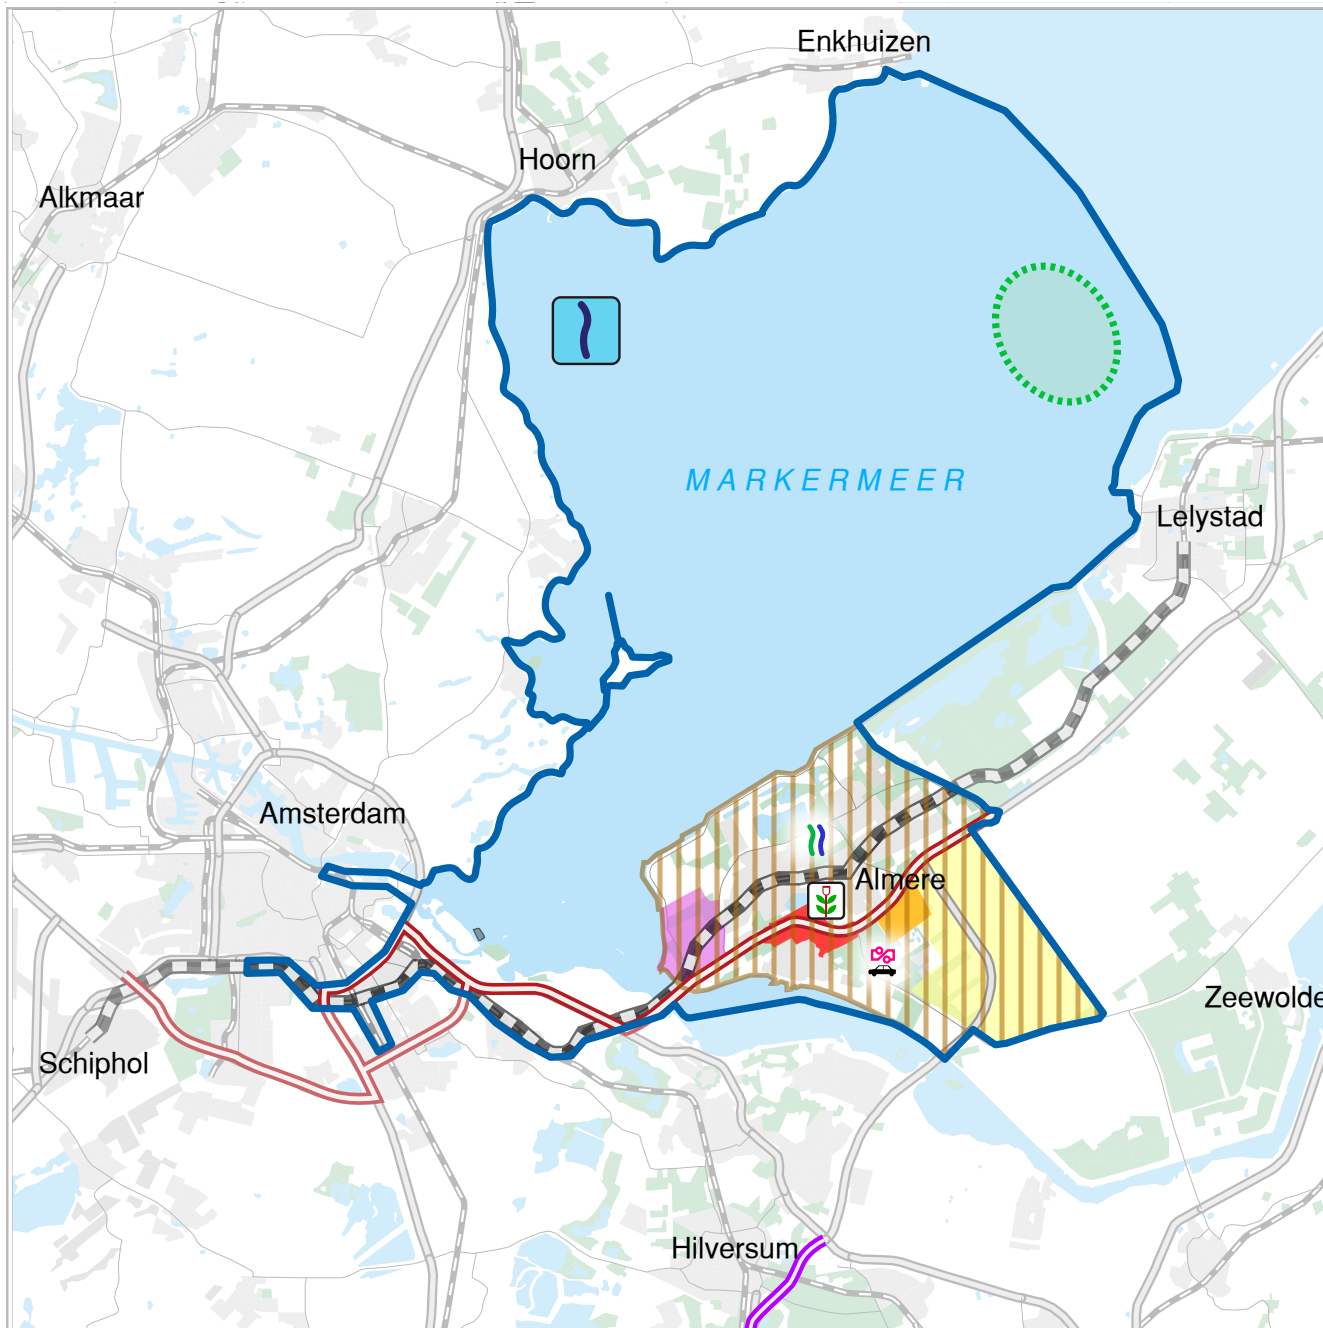 Enkhuizen
Hoorn
Alkmaar
MARKERMEER
Lelystad
Amsterdam
Almere
Zeewolde
Schiphol
Hilversum